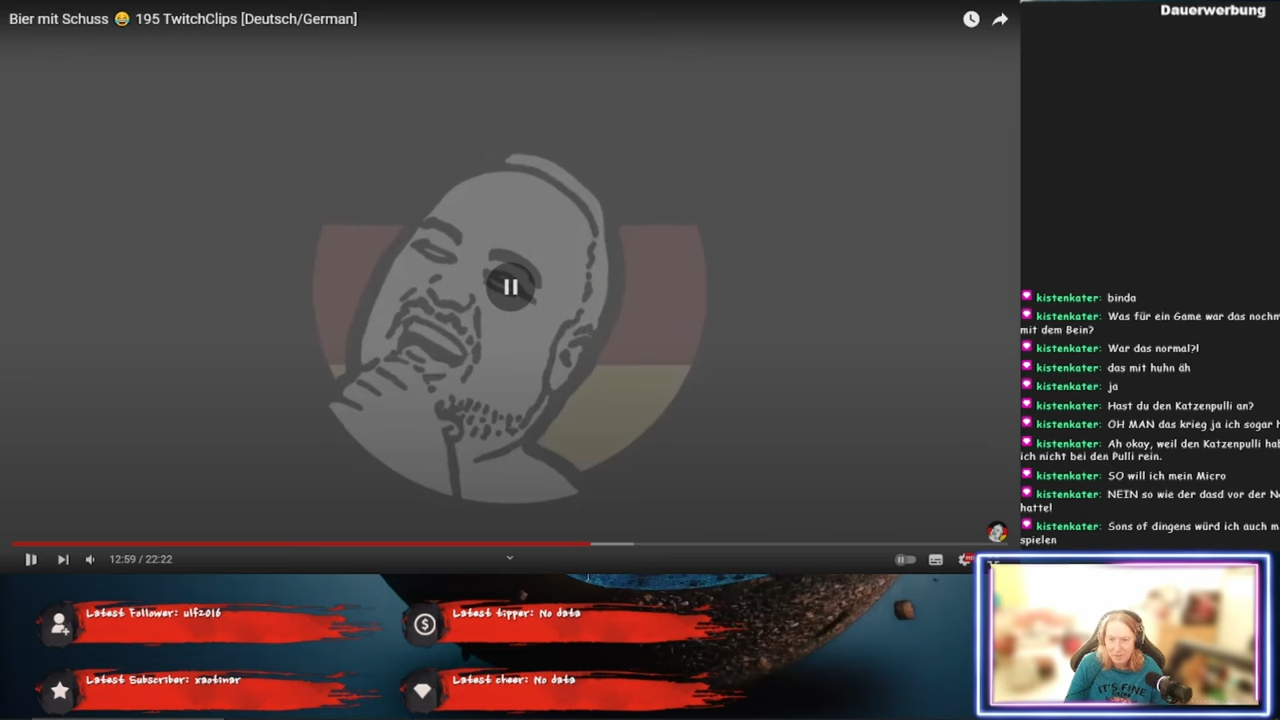 Bier mit Schuss 😂 195 TwitchClips [Deutsch/German]
Dauerwerbung
kistenkater: binda
kistenkater: Was für ein Game war das nochm
mit dem Bein?
kistenkater: War das normal?!
kistenkater: das mit huhn äh
kistenkater: ja
kistenkater: Hast du den Katzenpulli an?
kistenkater: OH MAN das krieg ja ich sogar h
kistenkater: Ah okay, weil den Katzenpulli ha
ich nicht bei den Pulli rein.
kistenkater: SO will ich mein Micro
kistenkater: NEIN so wie der dasd vor der N
hatte!
kistenkater: Sons of dingens würd ich auch m
spielen
12:59 / 22:22
Latest Follower: ulf2016
Latest tipper: No data
Latest Subscriber: xaotinar
Latest cheer: No data
IT'S FINE